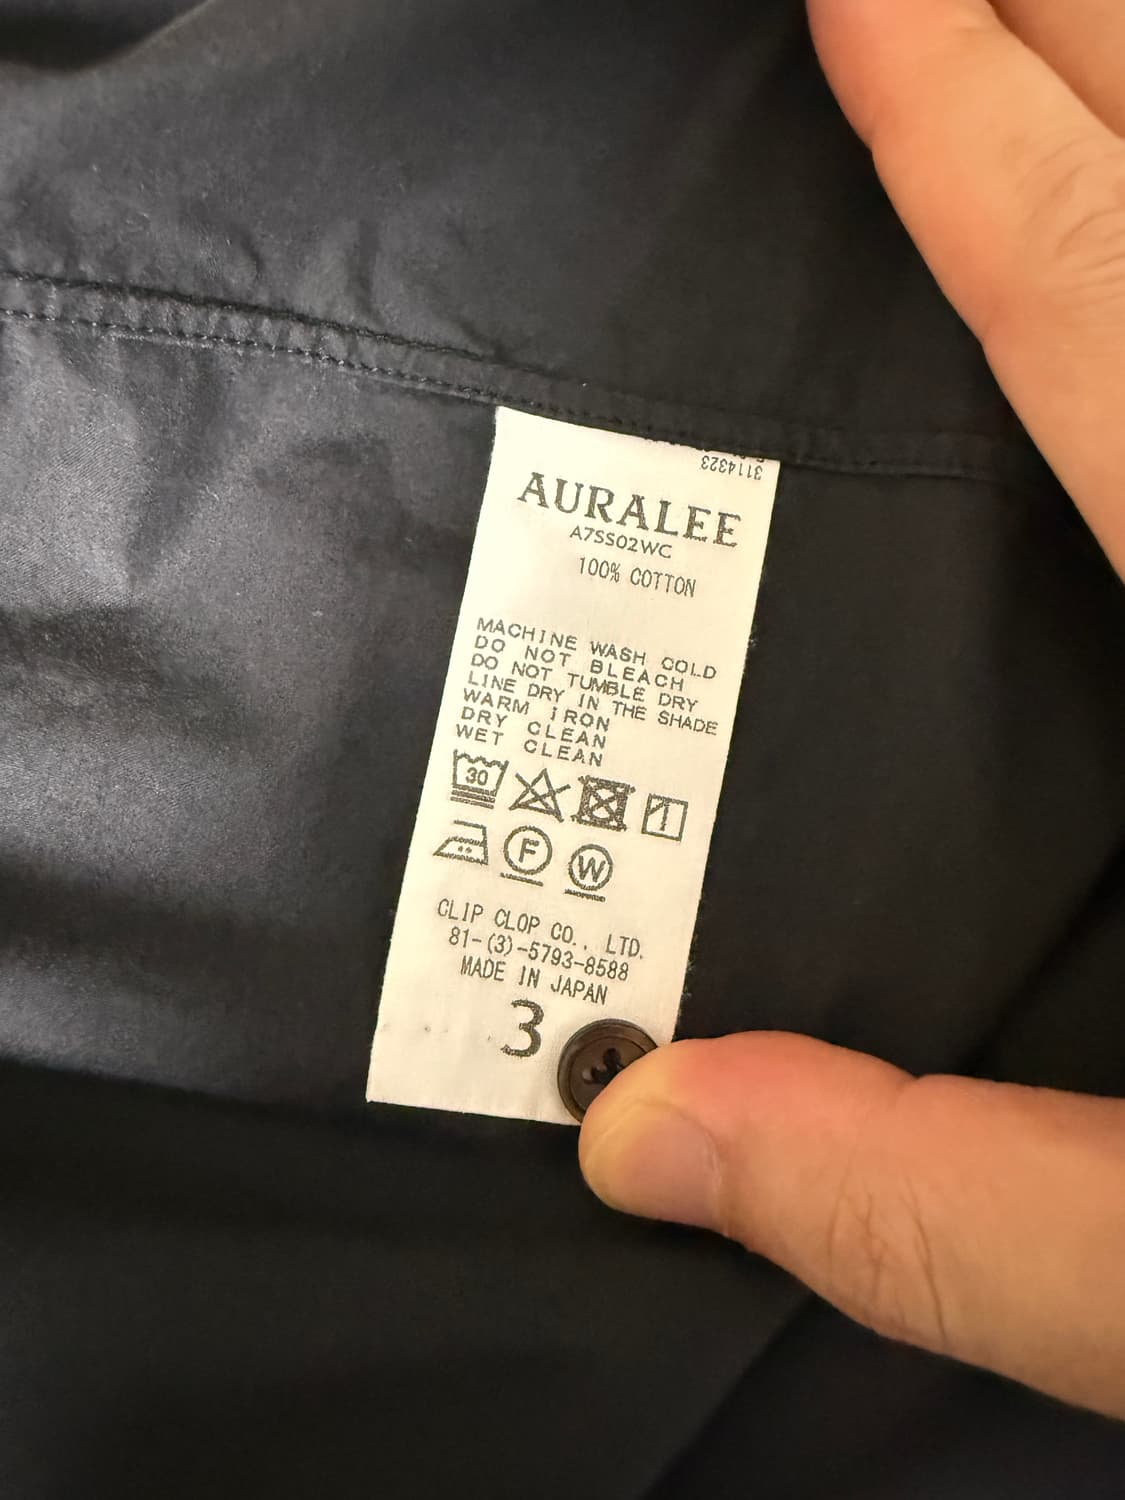 3114323
AURALEE
A7SS02WC
100% COTTON
MACHINE WASH COLD
DO NOT BLEACH
DO NOT TUMBLE DRY
LINE DRY IN THE SHADE
WARM IRON
DRY CLEAN
WET CLEAN
30
F W
CLIP CLOP CO., LTD.
81-(3)-5793-8588
MADE IN JAPAN
3